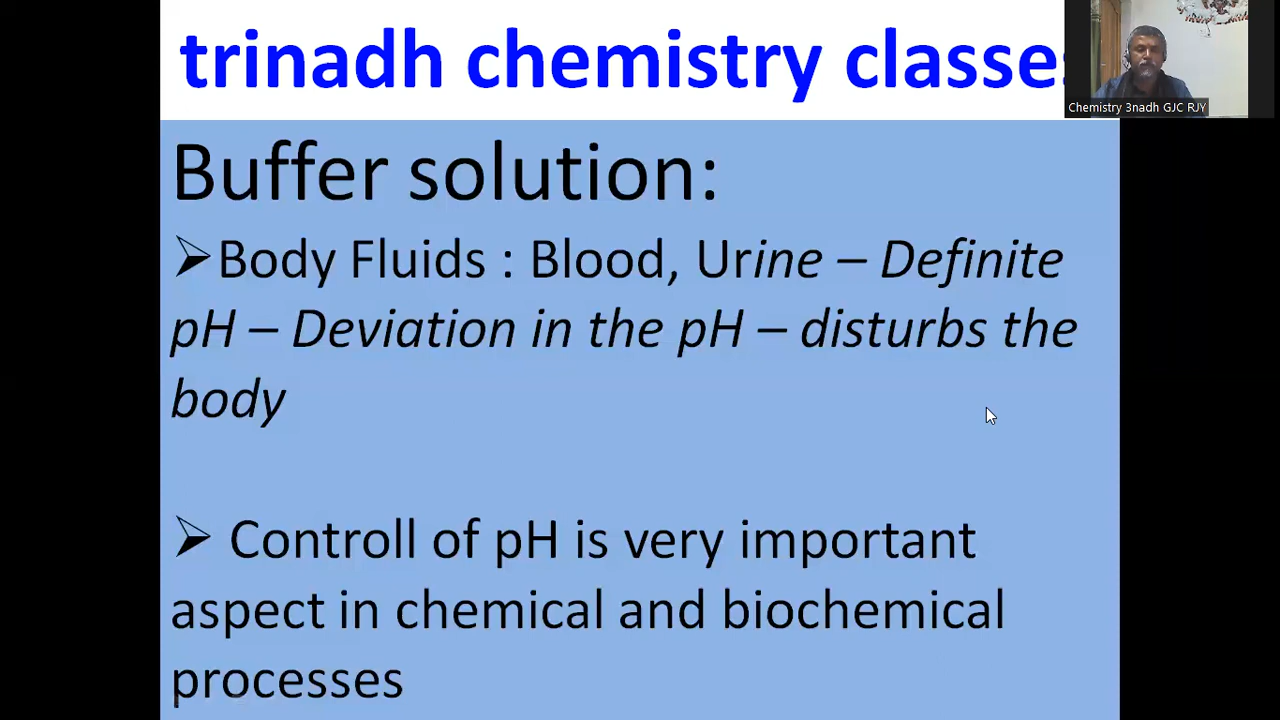 trinadh chemistry classes
Chemistry 3nadh GJC RJY
Buffer solution:
➢Body Fluids : Blood, Urine – Definite
pH – Deviation in the pH – disturbs the
body
➢ Controll of pH is very important
aspect in chemical and biochemical
processes